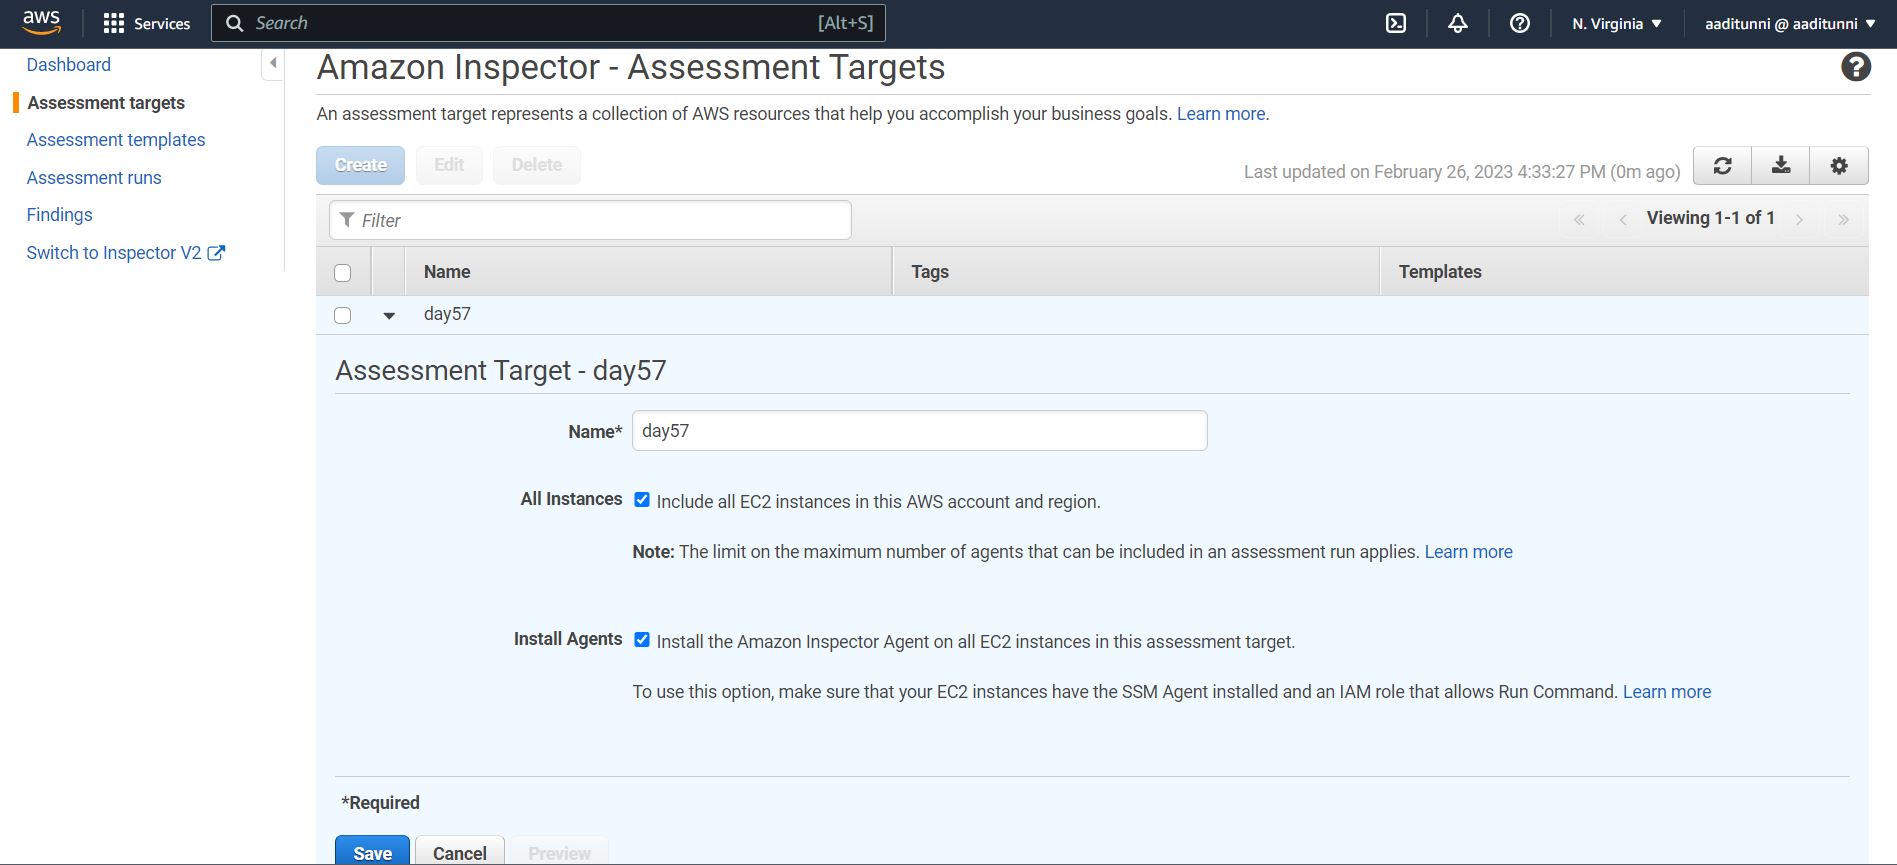 aws Services Search [Alt+S] N. Virginia aaditunni @ aaditunni
Dashboard
Assessment targets
Assessment templates
Assessment runs
Findings
Switch to Inspector V2
Amazon Inspector - Assessment Targets
An assessment target represents a collection of AWS resources that help you accomplish your business goals. Learn more.
Create Edit Delete
Last updated on February 26, 2023 4:33:27 PM (0m ago)
Filter
« ‹ Viewing 1-1 of 1 › »
Name Tags Templates
day57
Assessment Target - day57
Name* day57
All Instances Include all EC2 instances in this AWS account and region.
Note: The limit on the maximum number of agents that can be included in an assessment run applies. Learn more
Install Agents Install the Amazon Inspector Agent on all EC2 instances in this assessment target.
To use this option, make sure that your EC2 instances have the SSM Agent installed and an IAM role that allows Run Command. Learn more
*Required
Save Cancel Preview